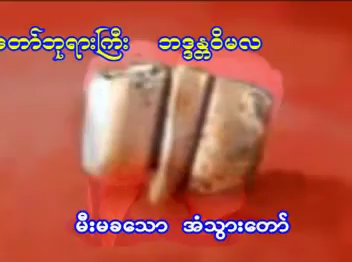 တော်ဘုရားကြီး ဘဒ္ဒန္တဝိမလ
မီးမခသော အံသွားတော်